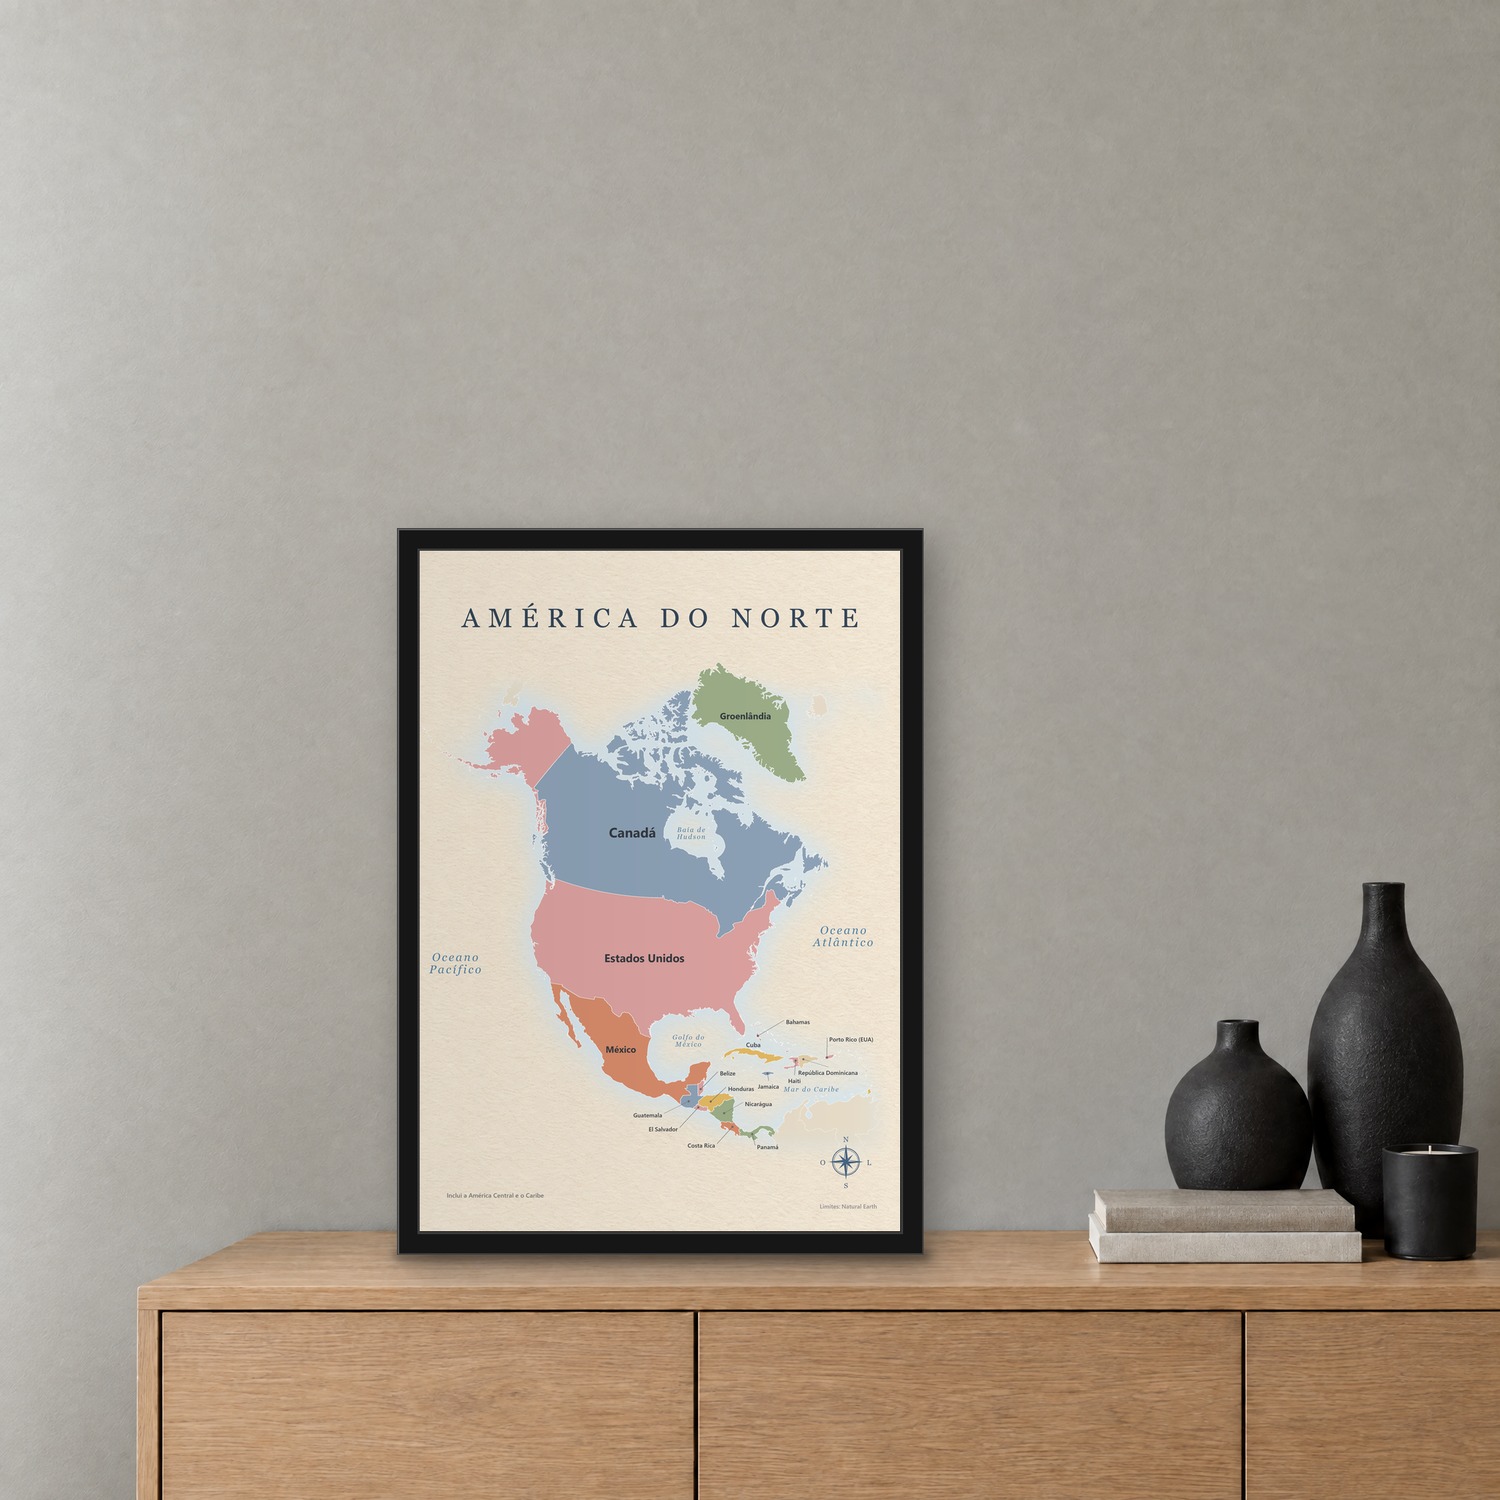 AMÉRICA DO NORTE
Groenlândia
Canadá
Baía de
Hudson
Oceano
Atlântico
Oceano
Pacífico
Estados Unidos
Bahamas
Golfo do
México
Cuba
Porto Rico (EUA)
México
República Dominicana
Belize
Haiti
Jamaica
Honduras
Mar do Caribe
Nicarágua
Guatemala
El Salvador
Costa Rica
Panamá
N
O L
S
Inclui a América Central e o Caribe
Limites: Natural Earth